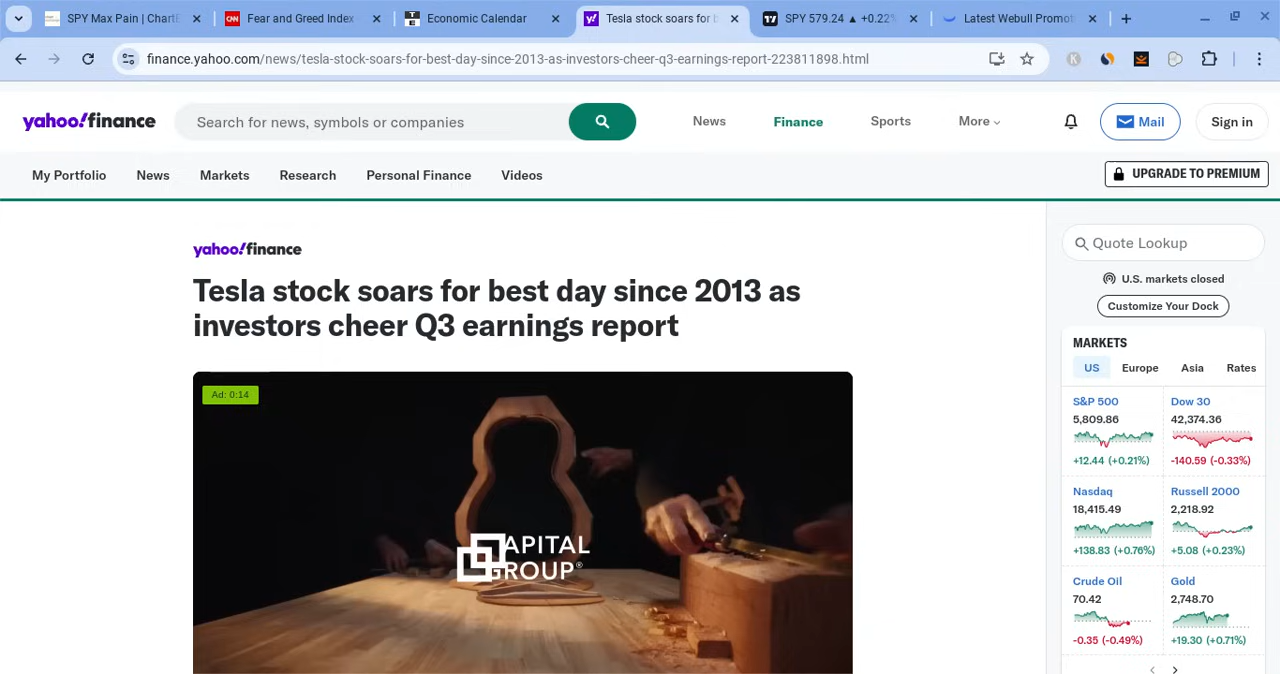 SPY Max Pain | Chart
Fear and Greed Index
Economic Calendar
Tesla stock soars for b
SPY 579.24 ▲ +0.22%
Latest Webull Promot
finance.yahoo.com/news/tesla-stock-soars-for-best-day-since-2013-as-investors-cheer-q3-earnings-report-223811898.html
yahoo!finance
Search for news, symbols or companies
News
Finance
Sports
More
Mail
Sign in
My Portfolio
News
Markets
Research
Personal Finance
Videos
UPGRADE TO PREMIUM
yahoo!finance
Tesla stock soars for best day since 2013 as
investors cheer Q3 earnings report
Ad: 0:14
CAPITAL
GROUP®
Quote Lookup
U.S. markets closed
Customize Your Dock
MARKETS
US Europe Asia Rates
S&P 500 Dow 30
5,809.86 42,374.36
+12.44 (+0.21%) -140.59 (-0.33%)
Nasdaq Russell 2000
18,415.49 2,218.92
+138.83 (+0.76%) +5.08 (+0.23%)
Crude Oil Gold
70.42 2,748.70
-0.35 (-0.49%) +19.30 (+0.71%)